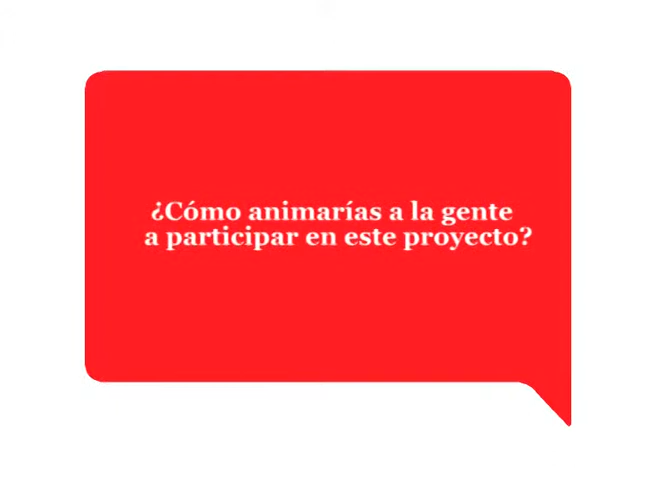 ¿Cómo animarías a la gente
a participar en este proyecto?